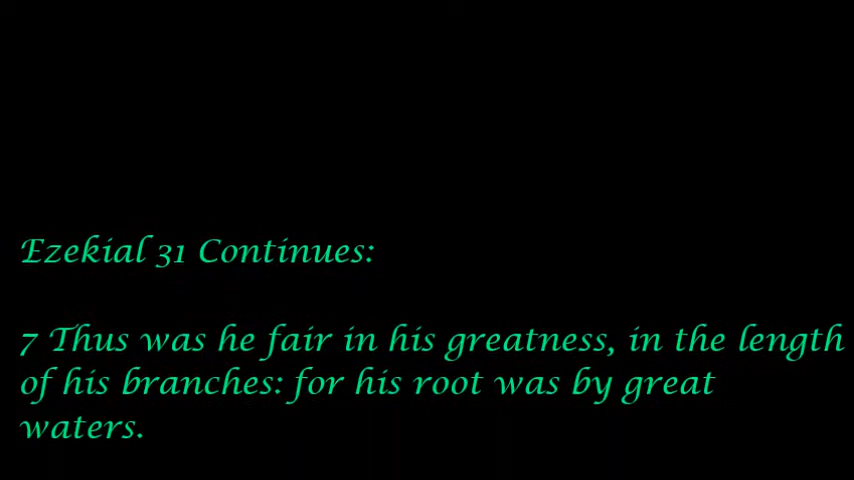 Ezekial 31 Continues:
7 Thus was he fair in his greatness, in the length
of his branches: for his root was by great
waters.